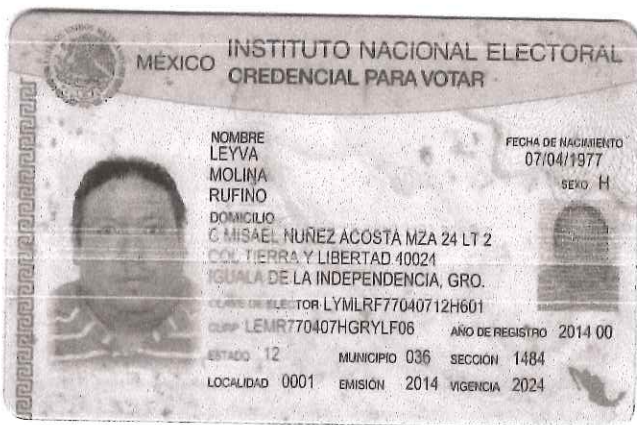 MÉXICO INSTITUTO NACIONAL ELECTORAL
CREDENCIAL PARA VOTAR
NOMBRE
LEYVA
MOLINA
RUFINO
FECHA DE NACIMIENTO
07/04/1977
SEXO H
DOMICILIO
C MISAEL NUÑEZ ACOSTA MZA 24 LT 2
COL TIERRA Y LIBERTAD 40024
IGUALA DE LA INDEPENDENCIA, GRO.
CLAVE DE ELECTOR LYMLRF77040712H601
CURP LEMR770407HGRYLF06 AÑO DE REGISTRO 2014 00
ESTADO 12 MUNICIPIO 036 SECCIÓN 1484
LOCALIDAD 0001 EMISIÓN 2014 VIGENCIA 2024